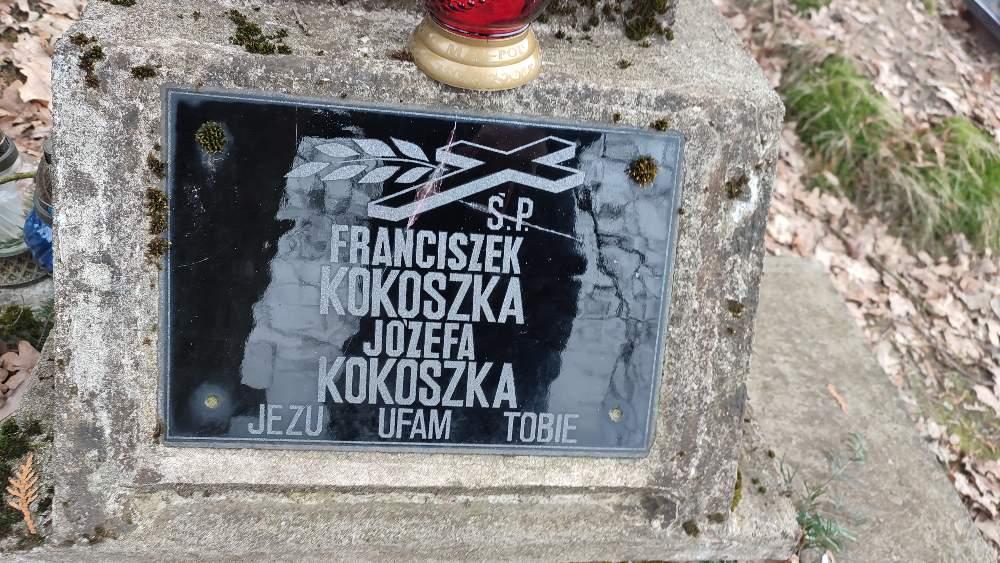 Ś.P.
FRANCISZEK
KOKOSZKA
JÓZEFA
KOKOSZKA
JEZU UFAM TOBIE